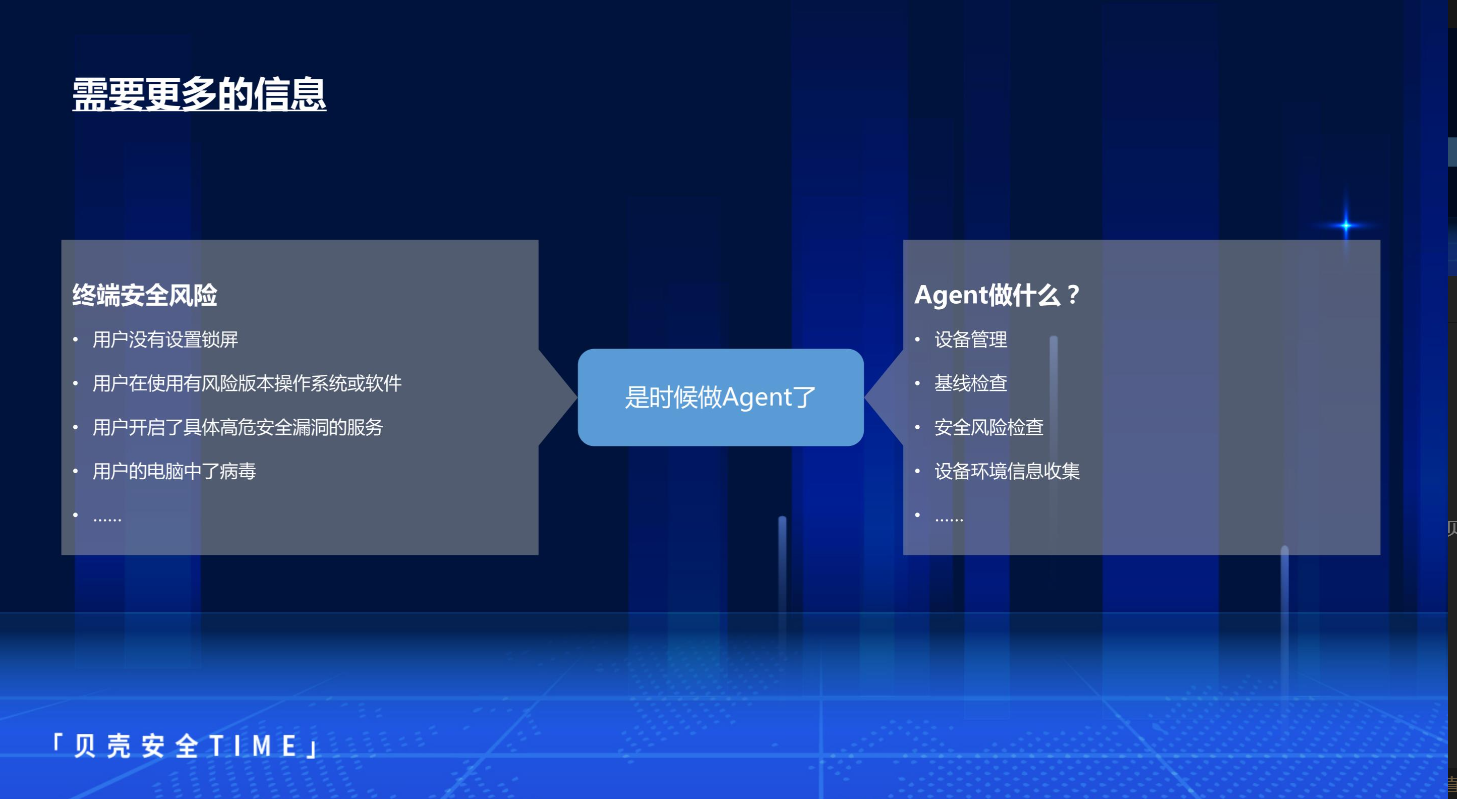 需要更多的信息
终端安全风险
• 用户没有设置锁屏
• 用户在使用有风险版本操作系统或软件
• 用户开启了具体高危安全漏洞的服务
• 用户的电脑中了病毒
• ......
是时候做Agent了
Agent做什么？
• 设备管理
• 基线检查
• 安全风险检查
• 设备环境信息收集
• ......
「贝壳安全TIME」